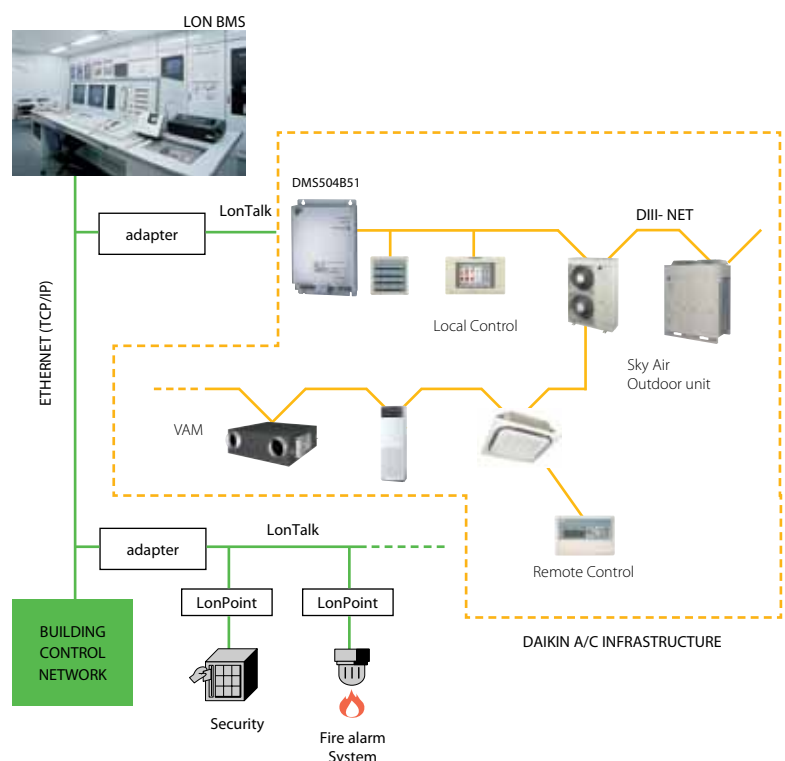 LON BMS
DMS504B51
LonTalk
adapter
DIII- NET
ETHERNET (TCP/IP)
Local Control
Sky Air
Outdoor unit
VAM
LonTalk
adapter
Remote Control
LonPoint
LonPoint
BUILDING
CONTROL
NETWORK
DAIKIN A/C INFRASTRUCTURE
Security
Fire alarm
System